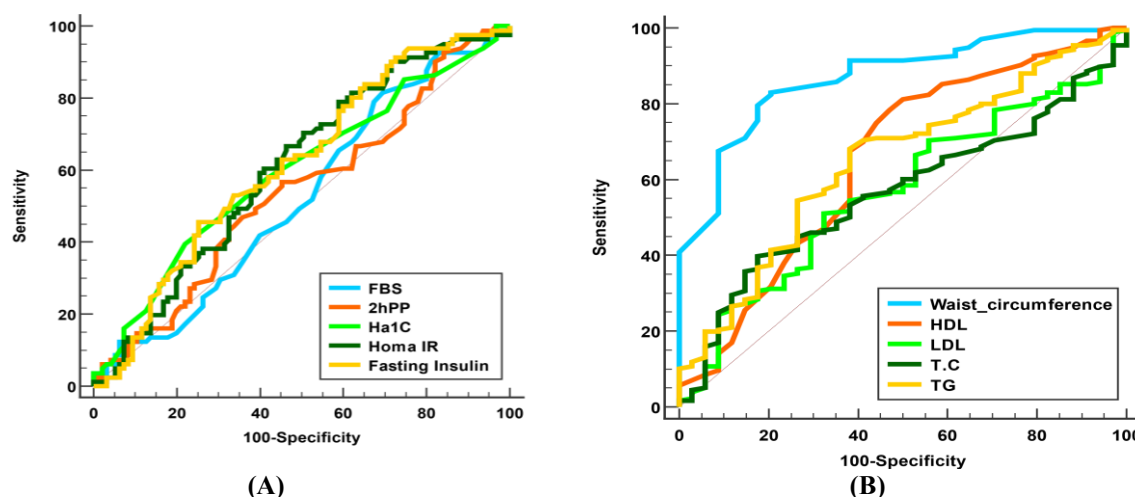 100
80
60
40
20
0
Sensitivity
FBS
2hPP
Ha1C
Homa IR
Fasting Insulin
0 20 40 60 80 100
100-Specificity
(A)
100
80
60
40
20
0
Sensitivity
Waist_circumference
HDL
LDL
T.C
TG
0 20 40 60 80 100
100-Specificity
(B)